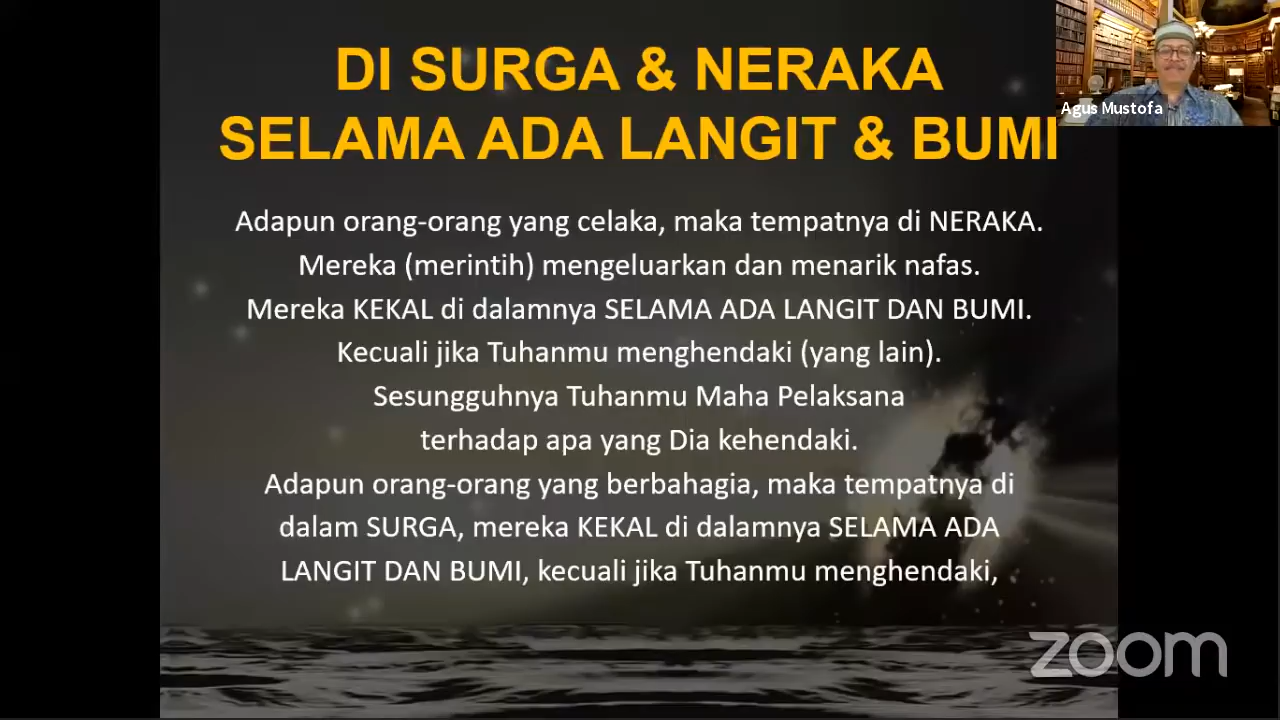 DI SURGA & NERAKA
SELAMA ADA LANGIT & BUMI
Agus Mustofa
Adapun orang-orang yang celaka, maka tempatnya di NERAKA.
Mereka (merintih) mengeluarkan dan menarik nafas.
Mereka KEKAL di dalamnya SELAMA ADA LANGIT DAN BUMI.
Kecuali jika Tuhanmu menghendaki (yang lain).
Sesungguhnya Tuhanmu Maha Pelaksana
terhadap apa yang Dia kehendaki.
Adapun orang-orang yang berbahagia, maka tempatnya di
dalam SURGA, mereka KEKAL di dalamnya SELAMA ADA
LANGIT DAN BUMI, kecuali jika Tuhanmu menghendaki,
zoom